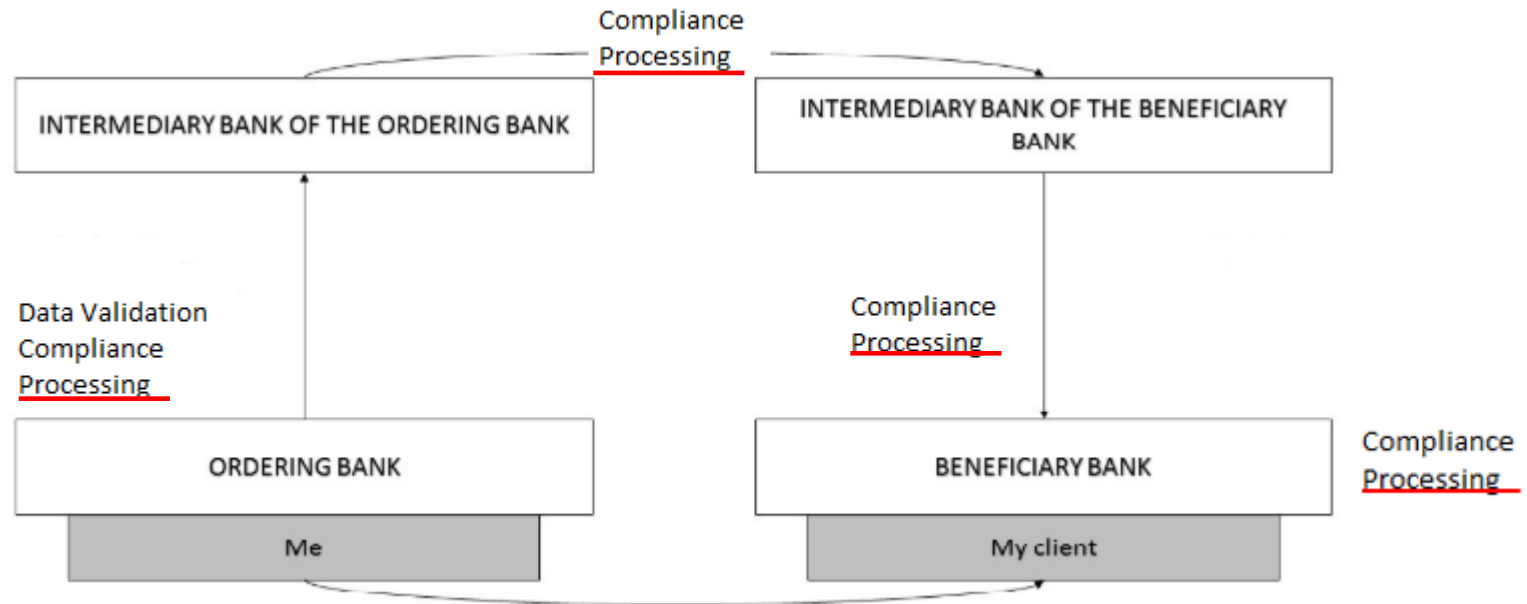 Compliance
Processing
INTERMEDIARY BANK OF THE ORDERING BANK
INTERMEDIARY BANK OF THE BENEFICIARY
BANK
Data Validation
Compliance
Processing
Compliance
Processing
ORDERING BANK
BENEFICIARY BANK
Compliance
Processing
Me
My client